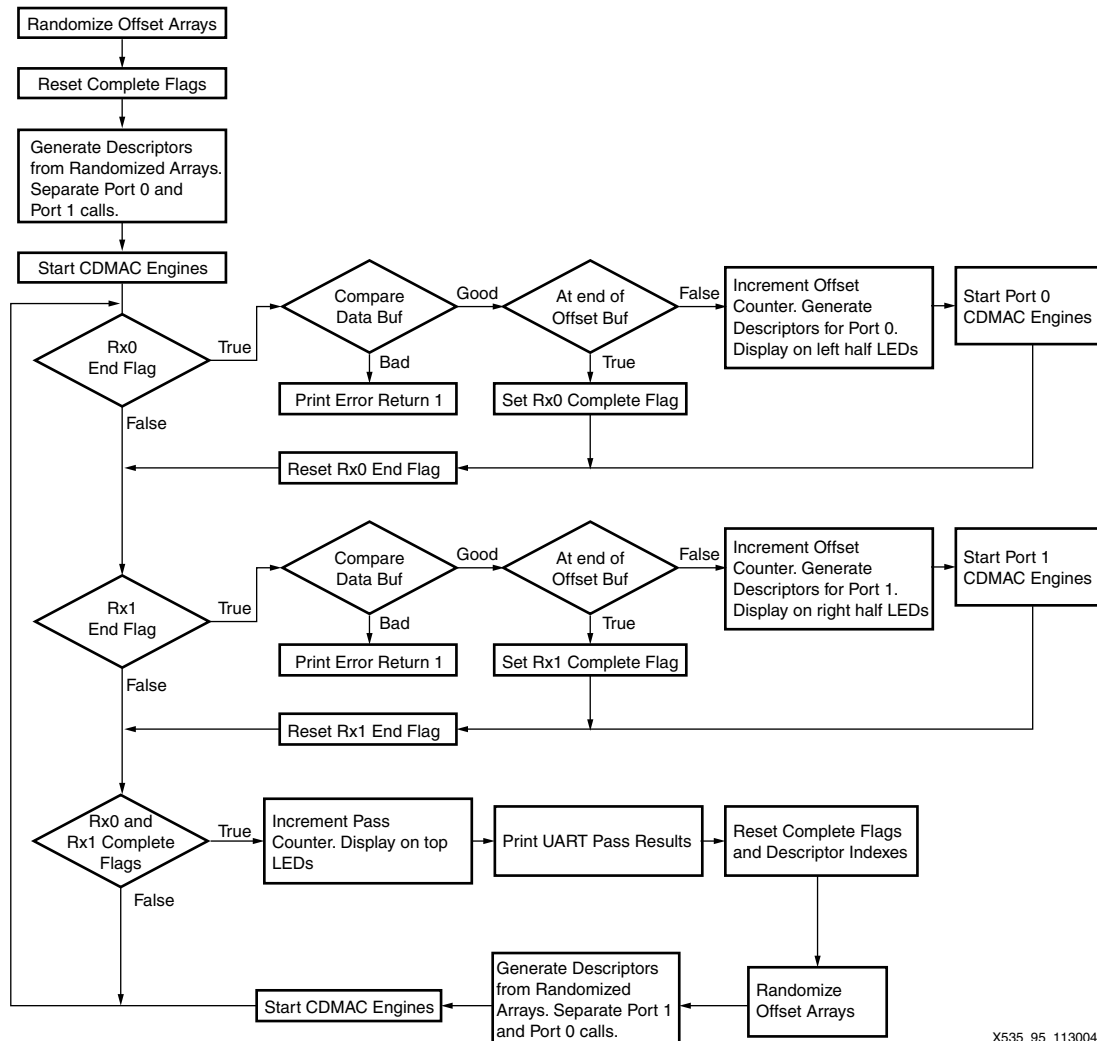 Randomize Offset Arrays
Reset Complete Flags
Generate Descriptors
from Randomized Arrays.
Separate Port 0 and
Port 1 calls.
Start CDMAC Engines
Rx0
End Flag
True
False
Compare
Data Buf
Good
Bad
Print Error Return 1
At end of
Offset Buf
False
True
Set Rx0 Complete Flag
Increment Offset
Counter. Generate
Descriptors for Port 0.
Display on left half LEDs
Start Port 0
CDMAC Engines
Reset Rx0 End Flag
Rx1
End Flag
True
False
Compare
Data Buf
Good
Bad
Print Error Return 1
At end of
Offset Buf
False
True
Set Rx1 Complete Flag
Increment Offset
Counter. Generate
Descriptors for Port 1.
Display on right half LEDs
Start Port 1
CDMAC Engines
Reset Rx1 End Flag
Rx0 and
Rx1 Complete
Flags
True
False
Increment Pass
Counter. Display on top
LEDs
Print UART Pass Results
Reset Complete Flags
and Descriptor Indexes
Randomize
Offset Arrays
Generate Descriptors
from Randomized
Arrays. Separate Port 1
and Port 0 calls.
Start CDMAC Engines
X535_95_113004